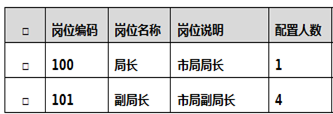 □ 岗位编码 岗位名称 岗位说明 配置人数
□ 100 局长 市局局长 1
□ 101 副局长 市局副局长 4